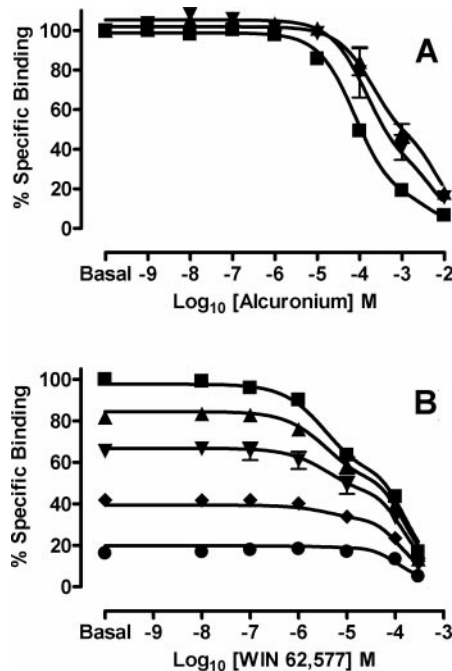 A
% Specific Binding
100
80
60
40
20
0
Basal -9 -8 -7 -6 -5 -4 -3 -2
Log10 [Alcuronium] M
B
% Specific Binding
100
80
60
40
20
0
Basal -9 -8 -7 -6 -5 -4 -3
Log10 [WIN 62,577] M